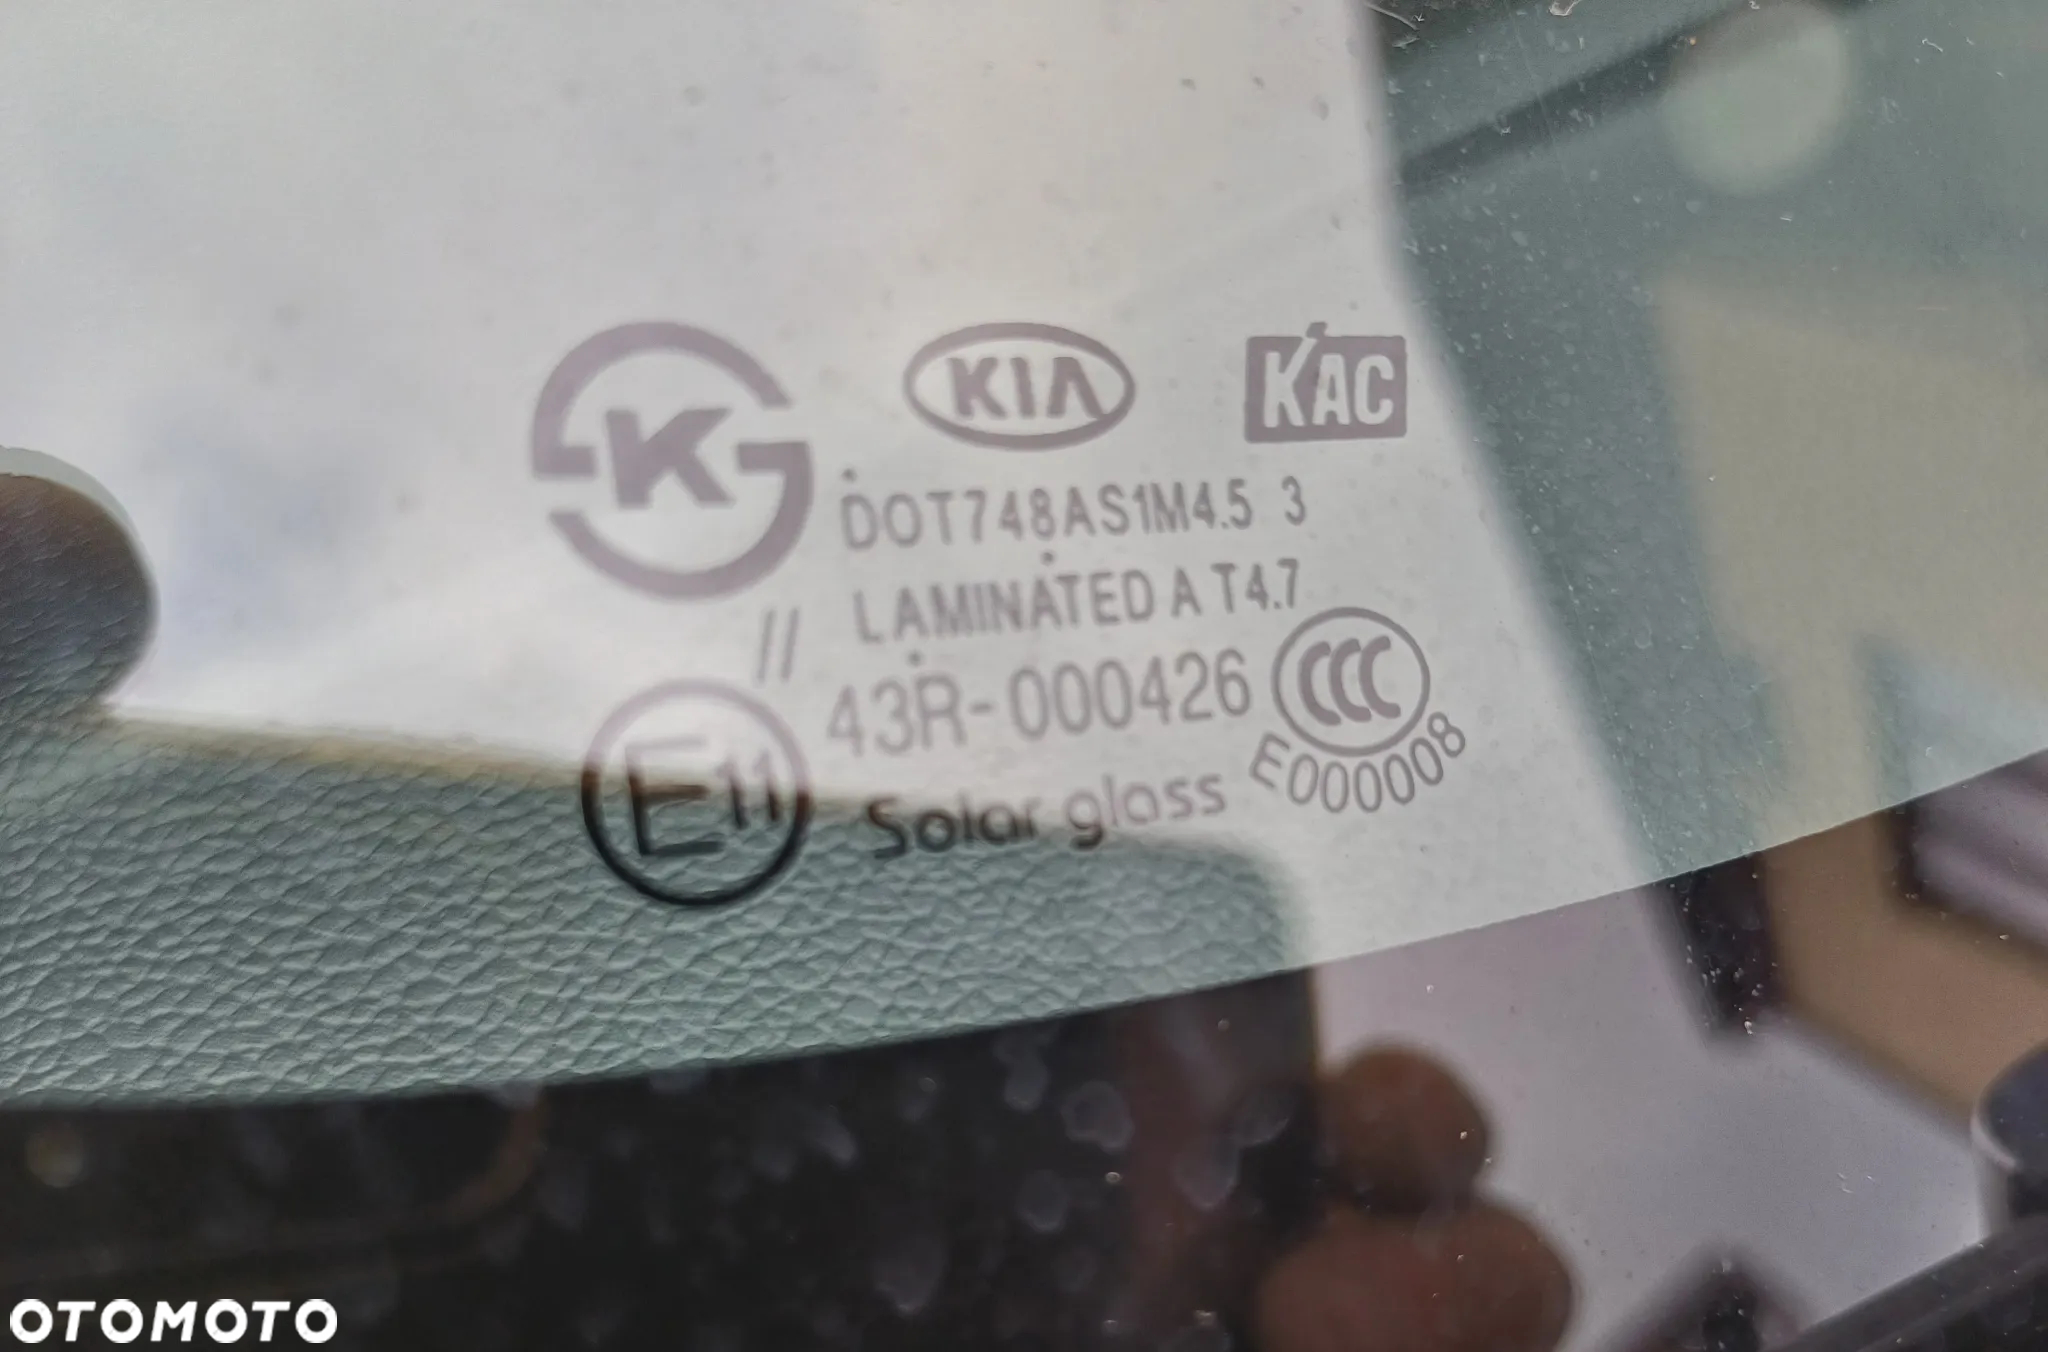 K
KIA
KAC
DOT748AS1M4.5 3
LAMINATED A T4.7
//
43R-000426
CCC
E000008
E11
Solar glass
OTOMOTO